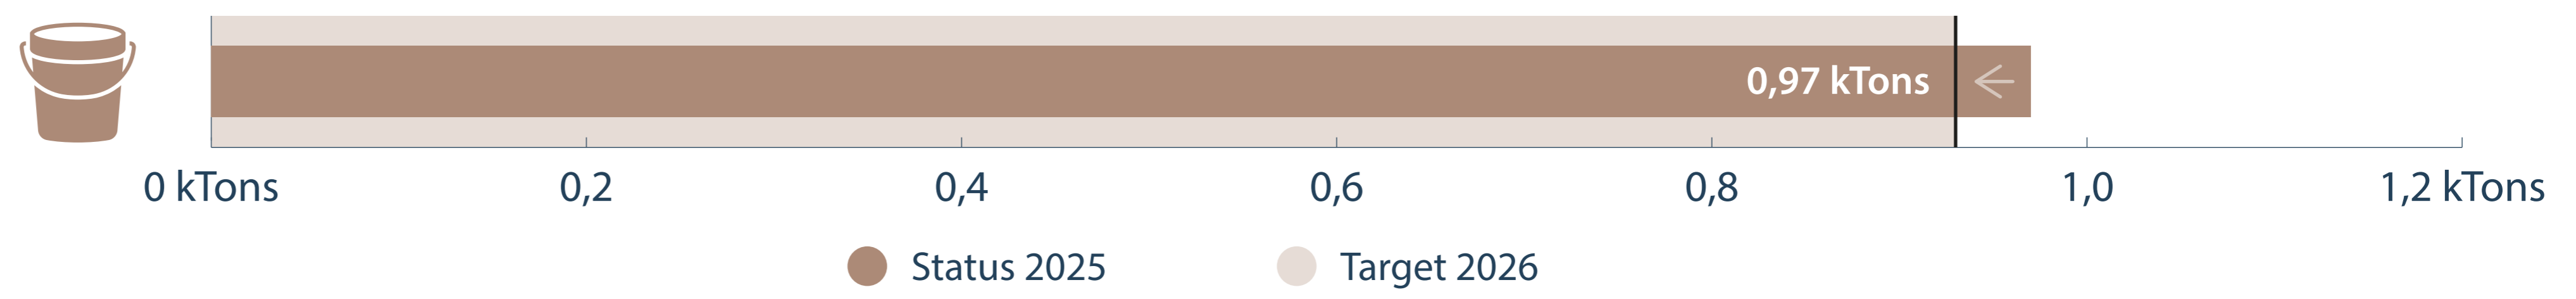 0,97 kTons
0 kTons 0,2 0,4 0,6 0,8 1,0 1,2 kTons
Status 2025 Target 2026